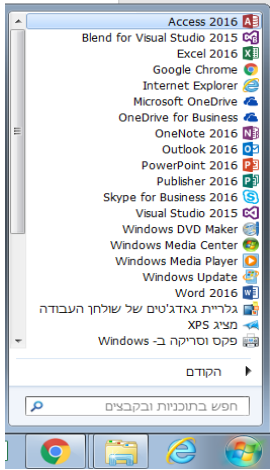 Access 2016
Blend for Visual Studio 2015
Excel 2016
Google Chrome
Internet Explorer
Microsoft OneDrive
OneDrive for Business
OneNote 2016
Outlook 2016
PowerPoint 2016
Publisher 2016
Skype for Business 2016
Visual Studio 2015
Windows DVD Maker
Windows Media Center
Windows Media Player
Windows Update
Word 2016
גלריית גאדג'טים של שולחן העבודה
מציג XPS
פקס וסריקה ב- Windows
הקודם
חפש בתוכניות ובקבצים